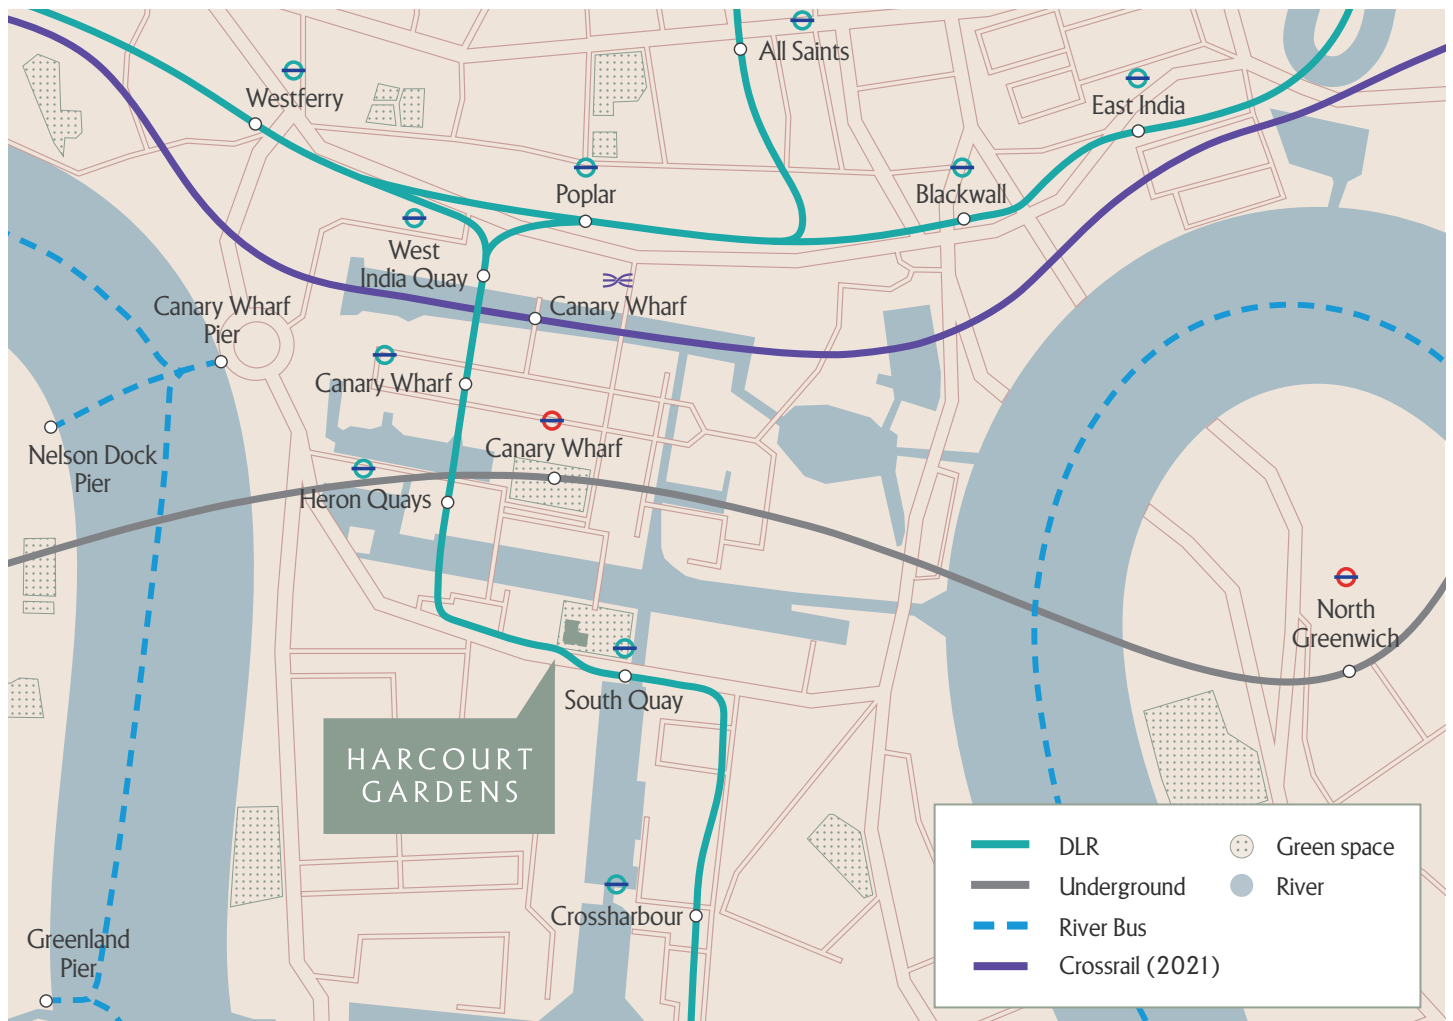 All Saints
Westferry
East India
Poplar
Blackwall
West
India Quay
Canary Wharf
Pier
Canary Wharf
Canary Wharf
Canary Wharf
Nelson Dock
Pier
Heron Quays
North
Greenwich
South Quay
HARCOURT
GARDENS
Crossharbour
Greenland
Pier
DLR
Underground
River Bus
Crossrail (2021)
Green space
River